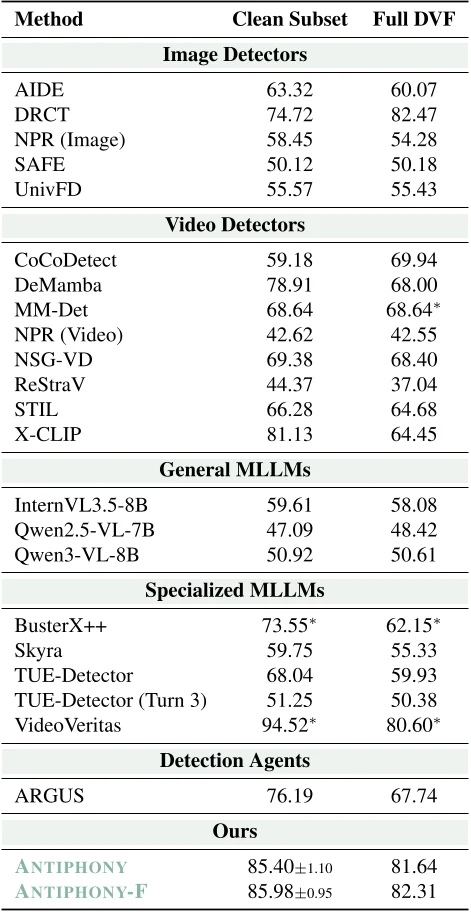 Method Clean Subset Full DVF
Image Detectors
AIDE 63.32 60.07
DRCT 74.72 82.47
NPR (Image) 58.45 54.28
SAFE 50.12 50.18
UnivFD 55.57 55.43
Video Detectors
CoCoDetect 59.18 69.94
DeMamba 78.91 68.00
MM-Det 68.64 68.64*
NPR (Video) 42.62 42.55
NSG-VD 69.38 68.40
ReStraV 44.37 37.04
STIL 66.28 64.68
X-CLIP 81.13 64.45
General MLLMs
InternVL3.5-8B 59.61 58.08
Qwen2.5-VL-7B 47.09 48.42
Qwen3-VL-8B 50.92 50.61
Specialized MLLMs
BusterX++ 73.55* 62.15*
Skyra 59.75 55.33
TUE-Detector 68.04 59.93
TUE-Detector (Turn 3) 51.25 50.38
VideoVeritas 94.52* 80.60*
Detection Agents
ARGUS 76.19 67.74
Ours
ANTIPHONY 85.40±1.10 81.64
ANTIPHONY-F 85.98±0.95 82.31